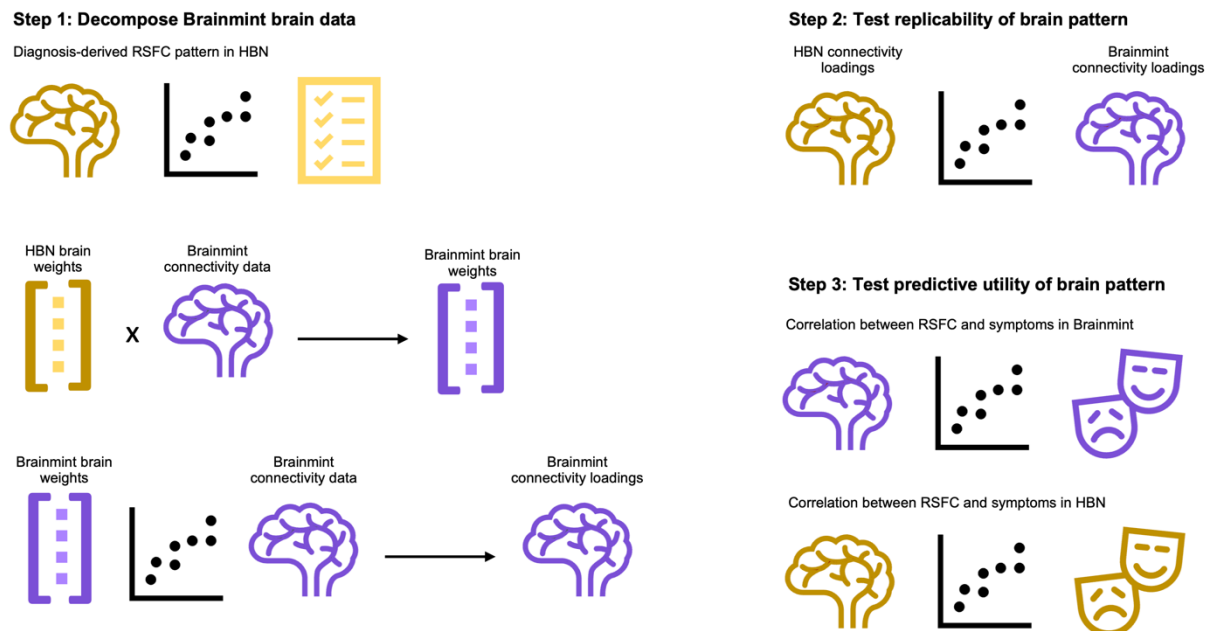 Step 1: Decompose Brainmint brain data
Diagnosis-derived RSFC pattern in HBN
HBN brain
weights
X
Brainmint
connectivity data
Brainmint brain
weights
Brainmint brain
weights
Brainmint
connectivity data
Brainmint
connectivity loadings
Step 2: Test replicability of brain pattern
HBN connectivity
loadings
Brainmint
connectivity loadings
Step 3: Test predictive utility of brain pattern
Correlation between RSFC and symptoms in Brainmint
Correlation between RSFC and symptoms in HBN